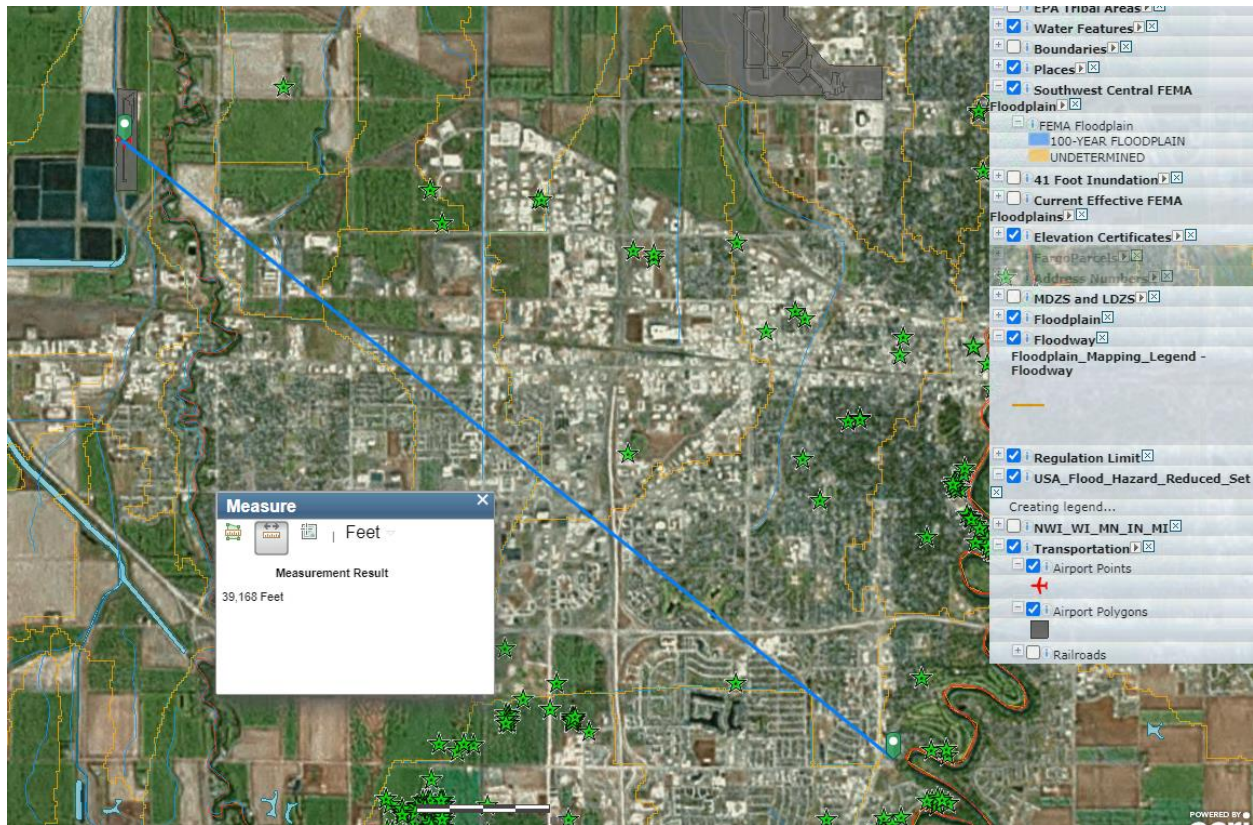 EPA Tribal Areas
Water Features
Boundaries
Places
Southwest Central FEMA
Floodplain
FEMA Floodplain
100-YEAR FLOODPLAIN
UNDETERMINED
41 Foot Inundation
Current Effective FEMA
Floodplains
Elevation Certificates
FargoParcels
Address Numbers
MDZS and LDZS
Floodplain
Floodway
Floodplain_Mapping_Legend -
Floodway
Regulation Limit
USA_Flood_Hazard_Reduced_Set
Creating legend...
NWI_WI_MN_IN_MI
Transportation
Airport Points
Airport Polygons
Railroads
Measure
| Feet
Measurement Result
39,168 Feet
POWERED BY
esri